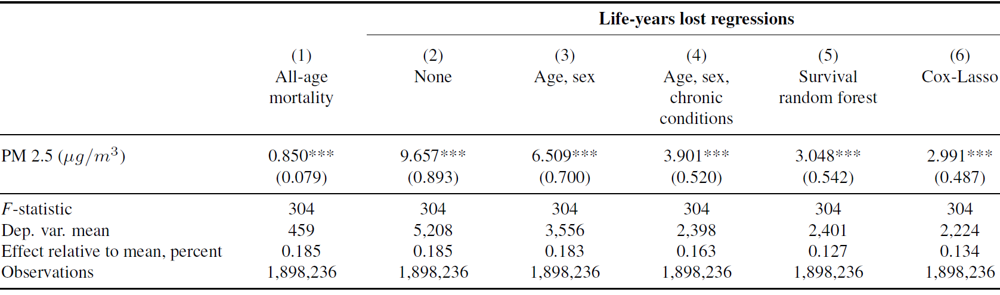 Life-years lost regressions
(1) (2) (3) (4) (5) (6)
All-age None Age, sex Age, sex, Survival Cox-Lasso
mortality chronic random forest
conditions
PM 2.5 (μg/m³) 0.850*** 9.657*** 6.509*** 3.901*** 3.048*** 2.991***
(0.079) (0.893) (0.700) (0.520) (0.542) (0.487)
F-statistic 304 304 304 304 304 304
Dep. var. mean 459 5,208 3,556 2,398 2,401 2,224
Effect relative to mean, percent 0.185 0.185 0.183 0.163 0.127 0.134
Observations 1,898,236 1,898,236 1,898,236 1,898,236 1,898,236 1,898,236